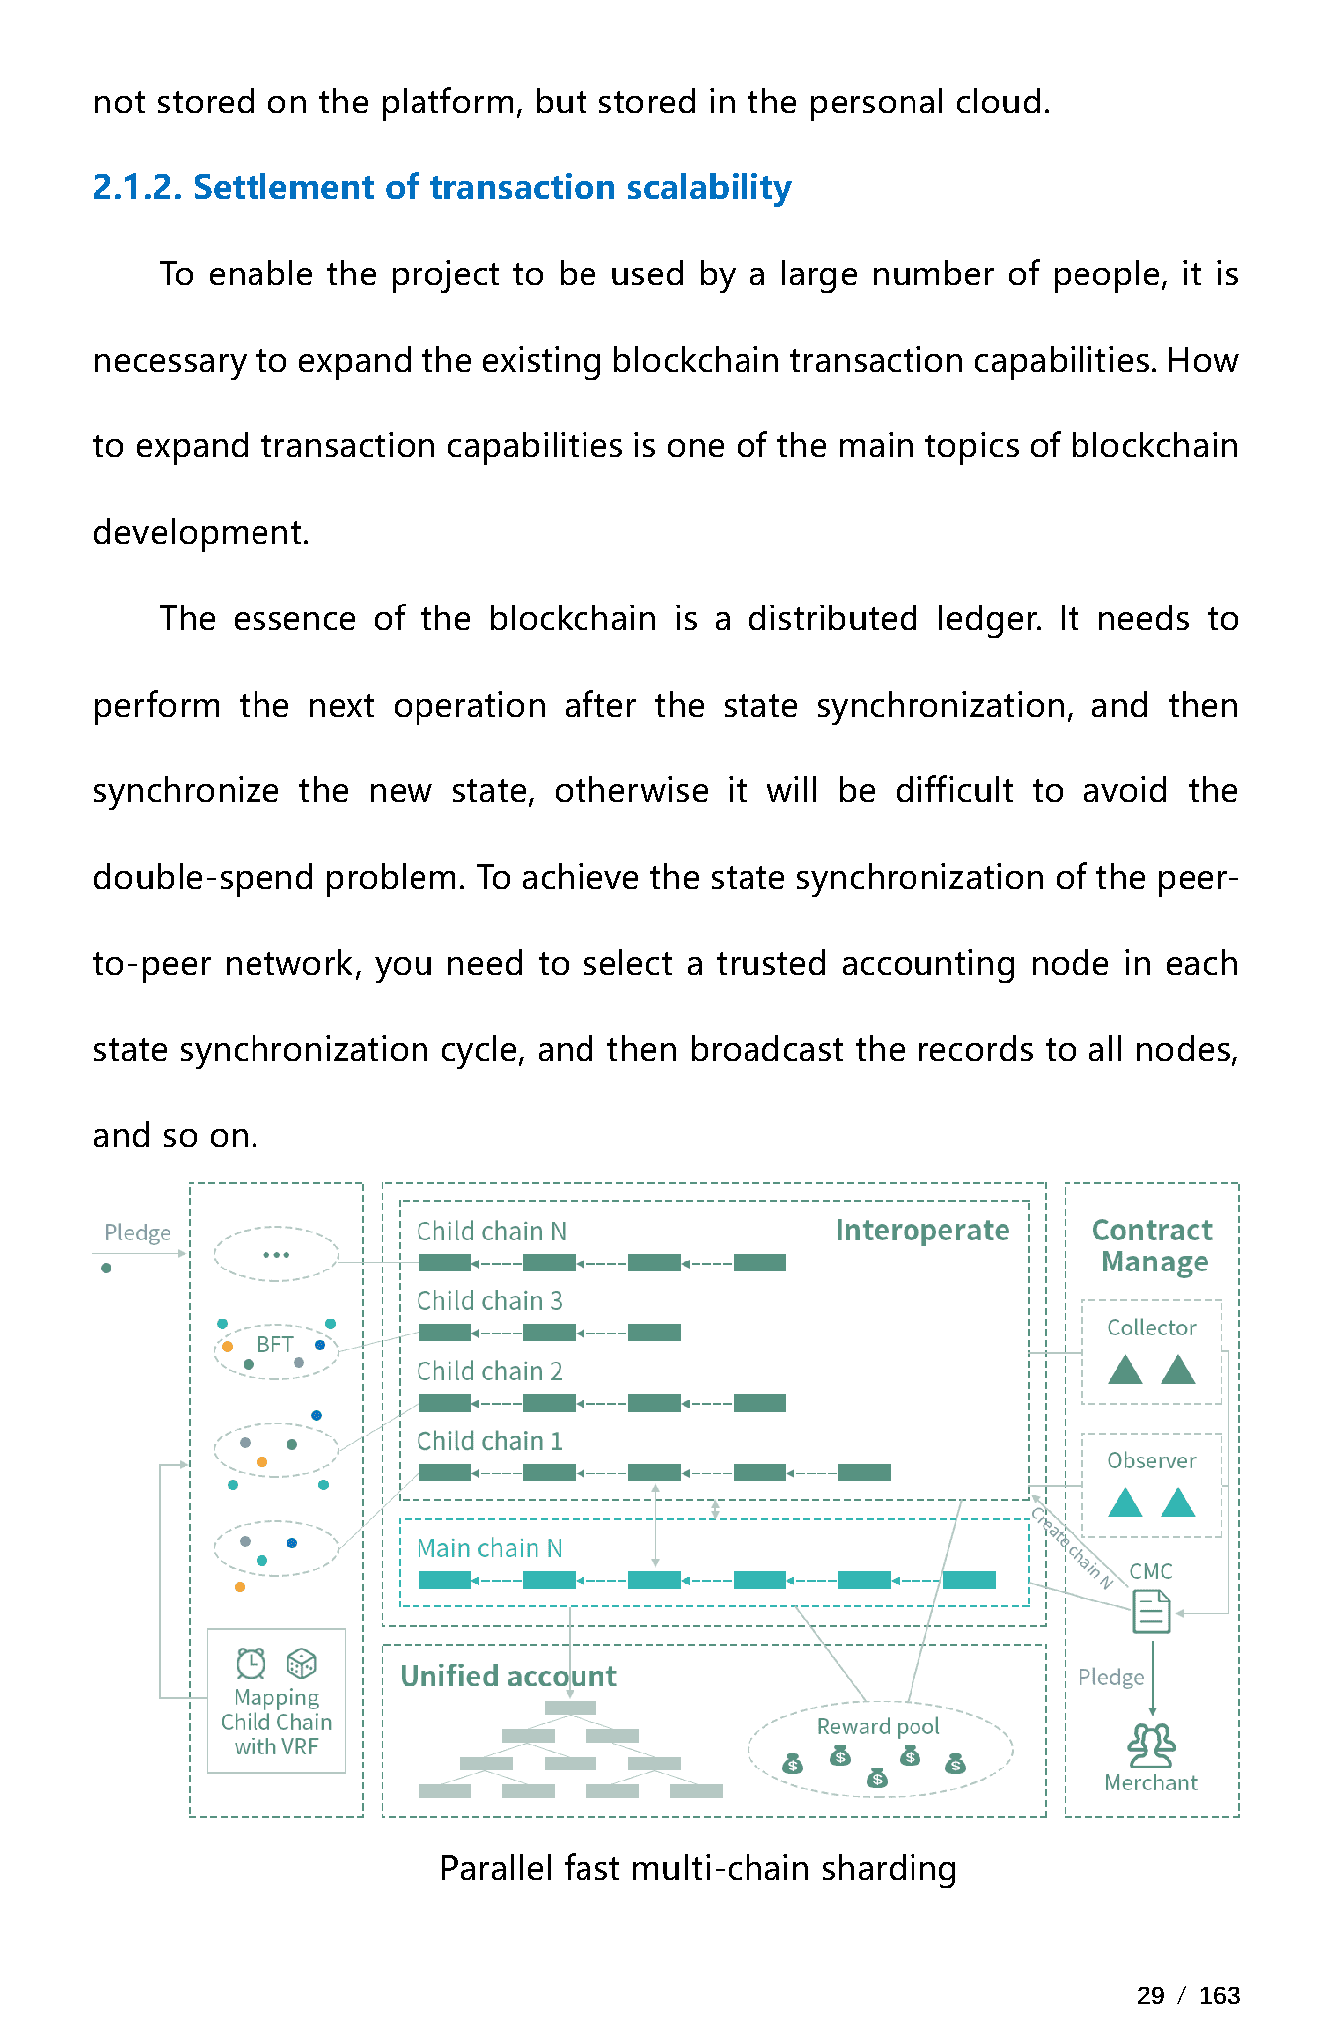 not stored on the platform, but stored in the personal cloud.
2.1.2. Settlement of transaction scalability
To enable the project to be used by a large number of people, it is
necessary to expand the existing blockchain transaction capabilities. How
to expand transaction capabilities is one of the main topics of blockchain
development.
The essence of the blockchain is a distributed ledger. It needs to
perform the next operation after the state synchronization, and then
synchronize the new state, otherwise it will be difficult to avoid the
double-spend problem. To achieve the state synchronization of the peer-
to-peer network, you need to select a trusted accounting node in each
state synchronization cycle, and then broadcast the records to all nodes,
and so on.
Pledge
BFT
Mapping
Child Chain
with VRF
Child chain N
Interoperate
Child chain 3
Child chain 2
Child chain 1
Main chain N
Unified account
Reward pool
$ $ $ $ $
Contract
Manage
Collector
Observer
Create chain N
CMC
Pledge
Merchant
Parallel fast multi-chain sharding
29 / 163